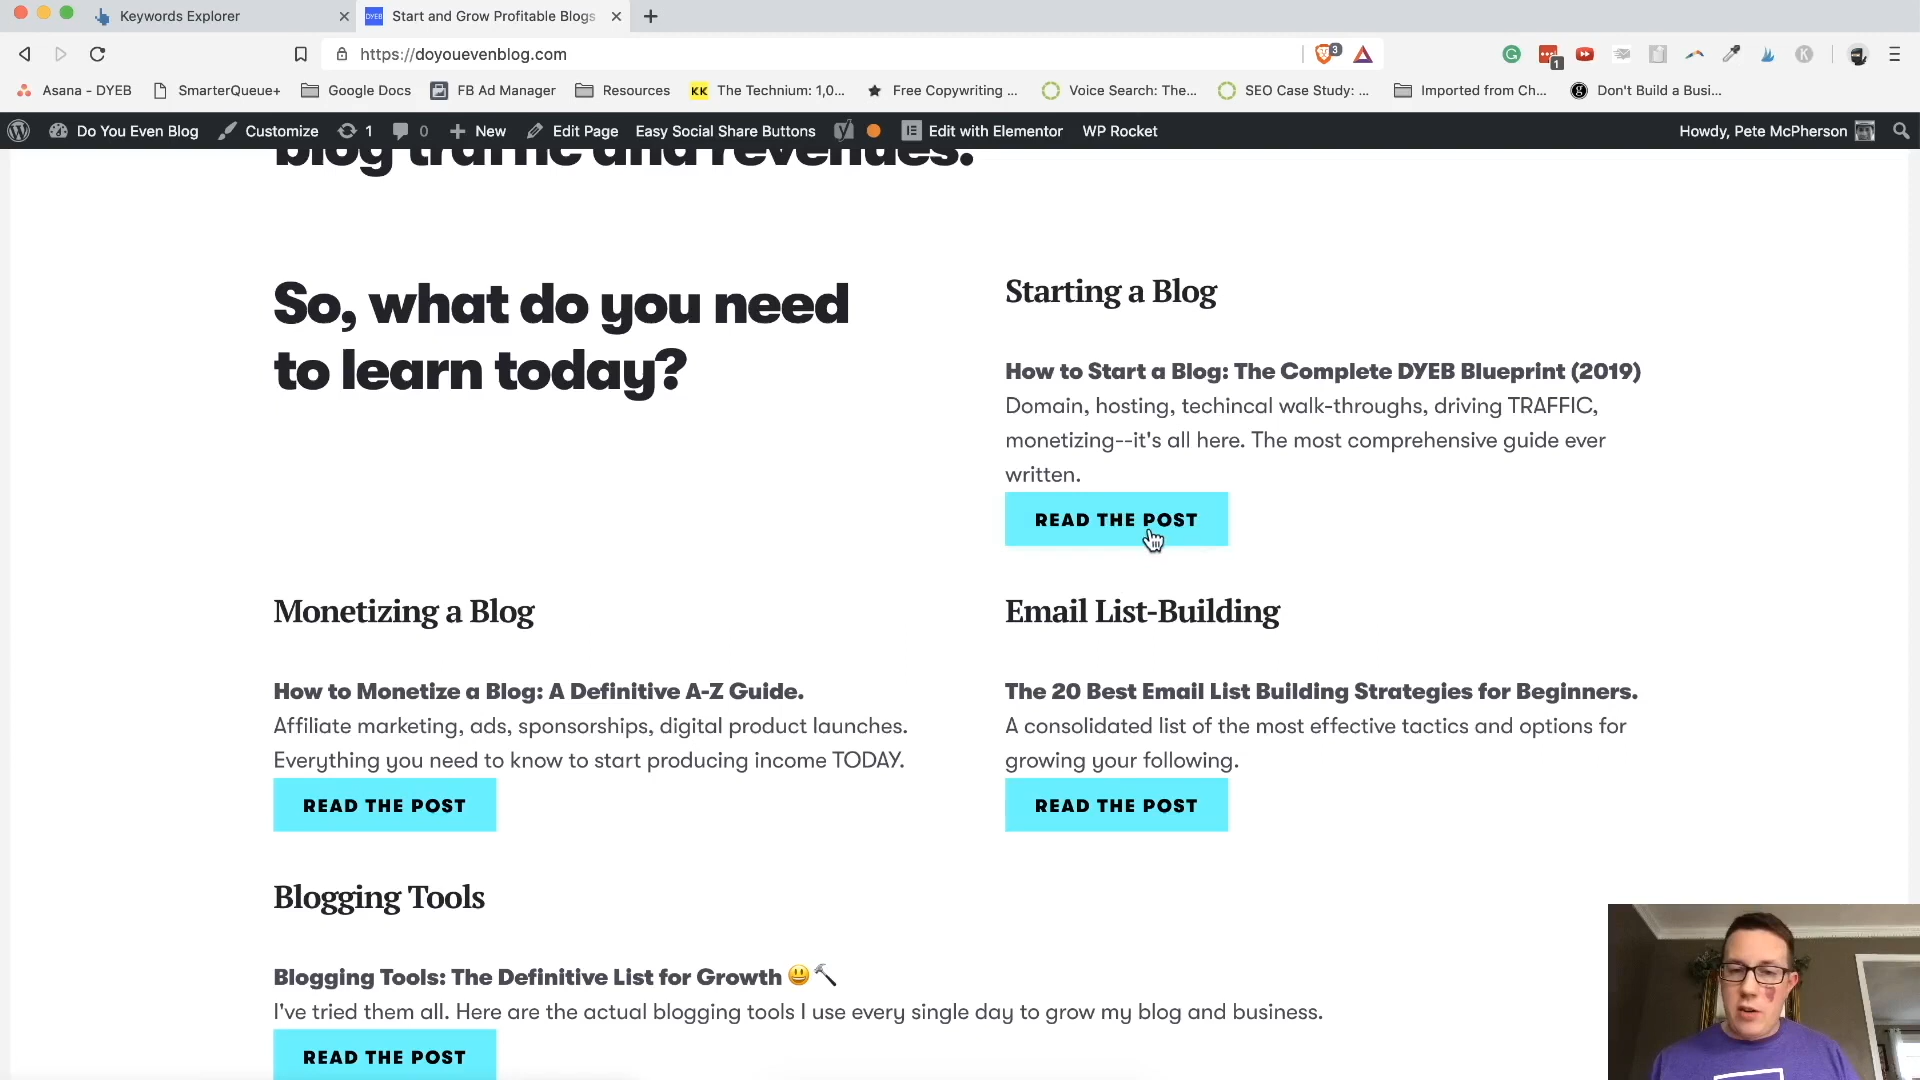 Keywords Explorer
DYEB
Start and Grow Profitable Blogs
https://doyouevenblog.com
3
1
K
Asana - DYEB
SmarterQueue+
Google Docs
FB Ad Manager
Resources
KK
The Technium: 1,0...
Free Copywriting ...
Voice Search: The...
SEO Case Study: ...
Imported from Ch...
g
Don't Build a Busi...
Do You Even Blog
Customize
1
0
New
Edit Page
Easy Social Share Buttons
Edit with Elementor
WP Rocket
Howdy, Pete McPherson
blog traffic and revenues.
So, what do you need
to learn today?
Starting a Blog
How to Start a Blog: The Complete DYEB Blueprint (2019)
Domain, hosting, techincal walk-throughs, driving TRAFFIC,
monetizing--it's all here. The most comprehensive guide ever
written.
READ THE POST
Monetizing a Blog
How to Monetize a Blog: A Definitive A-Z Guide.
Affiliate marketing, ads, sponsorships, digital product launches.
Everything you need to know to start producing income TODAY.
READ THE POST
Email List-Building
The 20 Best Email List Building Strategies for Beginners.
A consolidated list of the most effective tactics and options for
growing your following.
READ THE POST
Blogging Tools
Blogging Tools: The Definitive List for Growth 😃🔨
I've tried them all. Here are the actual blogging tools I use every single day to grow my blog and business.
READ THE POST